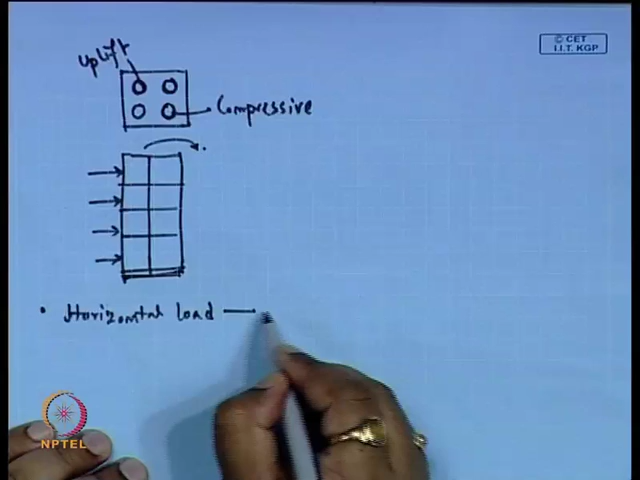 © CET
I.I.T. KGP
uplift
Compressive
• Horizontal load —
NPTEL